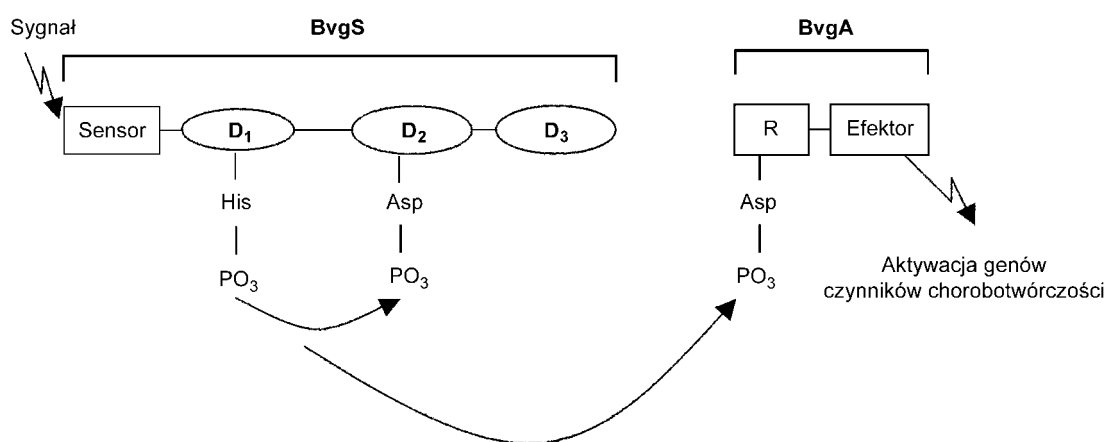 Sygnał
BvgS
BvgA
Sensor
D₁
D₂
D₃
R
Efektor
His
Asp
Asp
PO₃
PO₃
PO₃
Aktywacja genów
czynników chorobotwórczości